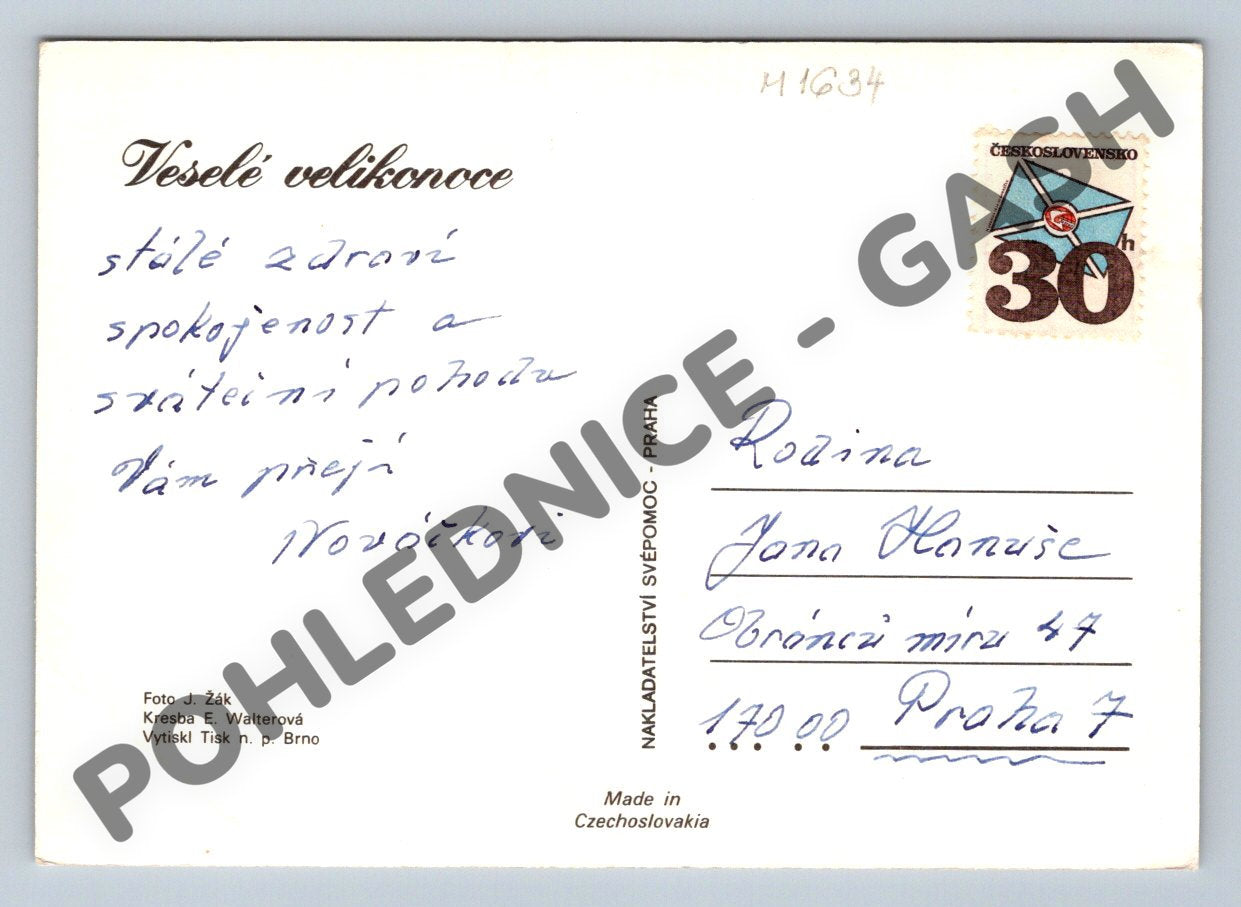 M 1634
Veselé velikonoce
stálé zdraví
spokojenost a
sváteční pohodu
Vám přejí
Nováčkovi
Foto J. Žák
Kresba E. Walterová
Vytiskl Tisk n. p. Brno
NAKLADATELSTVÍ SVÉPOMOC - PRAHA
Made in
Czechoslovakia
ČESKOSLOVENSKO
30 h
Rodina
Jana Hanuše
Obránců míru 47
170 00 Praha 7
POHLEDNICE - GASH